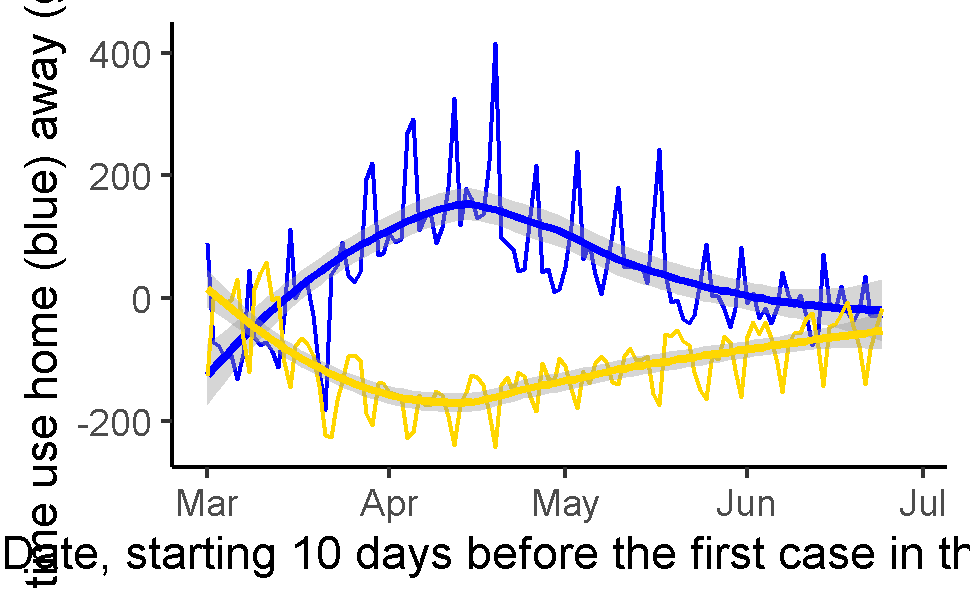 time use home (blue) away (
400
200
0
-200
Mar Apr May Jun Jul
Date, starting 10 days before the first case in th